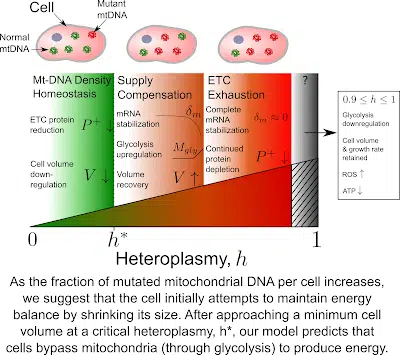 Cell
Mutant
mtDNA
Normal
mtDNA
Mt-DNA Density
Homeostasis
ETC protein
reduction
P⁺ ↓
Cell volume
down-
regulation
V ↓
Supply
Compensation
mRNA
stabilization
δₘ
Glycolysis
upregulation
M_gly
Volume
recovery
V ↑
ETC
Exhaustion
Complete
mRNA
stabilization
δₘ ≈ 0
Continued
protein
depletion
P⁺ ↓
?
0.9 ≤ h ≤ 1
Glycolysis
downregulation
Cell volume
& growth rate
retained
ROS ↑
ATP ↓
0
h*
1
Heteroplasmy, h
As the fraction of mutated mitochondrial DNA per cell increases,
we suggest that the cell initially attempts to maintain energy
balance by shrinking its size. After approaching a minimum cell
volume at a critical heteroplasmy, h*, our model predicts that
cells bypass mitochondria (through glycolysis) to produce energy.